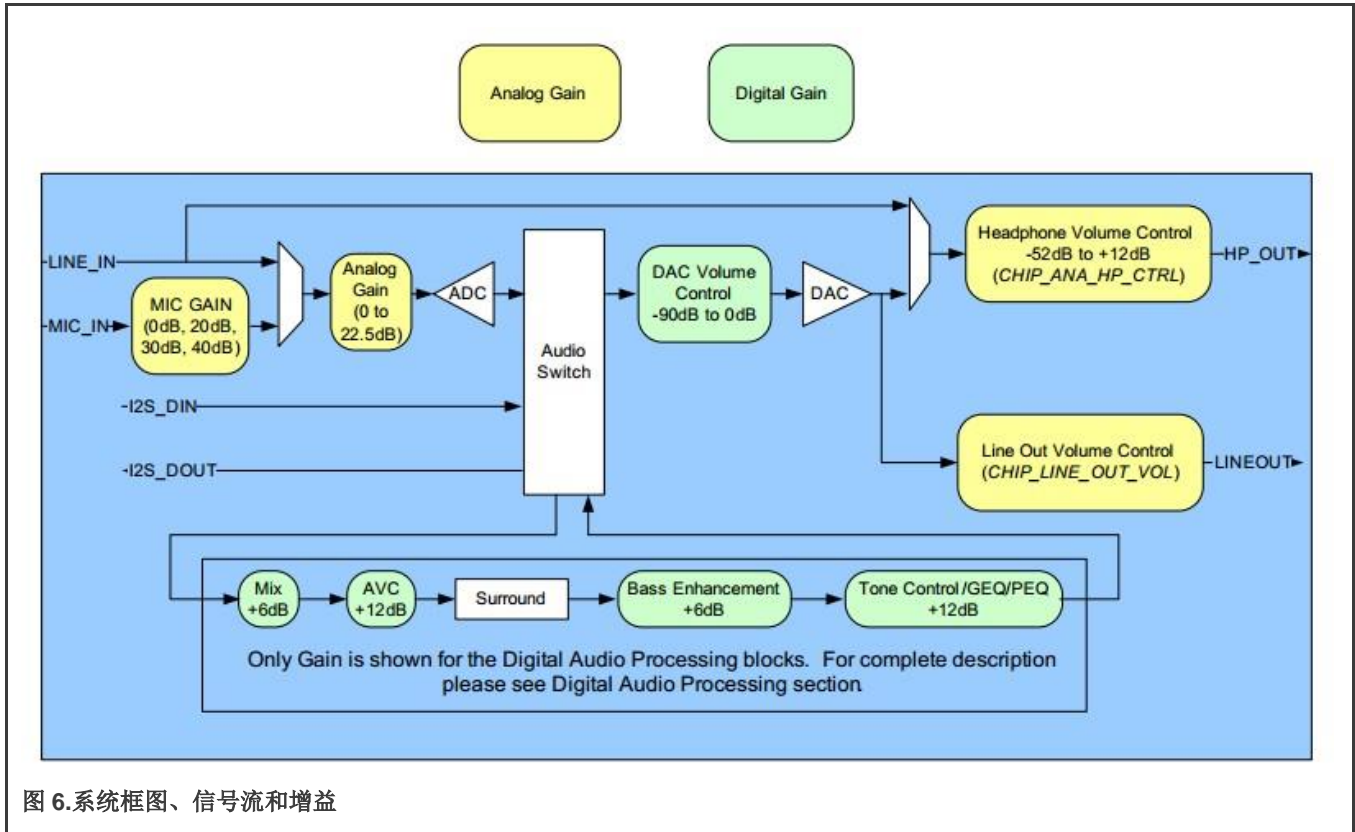 Analog Gain
Digital Gain
LINE_IN
MIC_IN
MIC GAIN
(0dB, 20dB,
30dB, 40dB)
Analog
Gain
(0 to
22.5dB)
ADC
I2S_DIN
I2S_DOUT
Audio
Switch
DAC Volume
Control
-90dB to 0dB
DAC
Headphone Volume Control
-52dB to +12dB
(CHIP_ANA_HP_CTRL)
HP_OUT
Line Out Volume Control
(CHIP_LINE_OUT_VOL)
LINEOUT
Mix
+6dB
AVC
+12dB
Surround
Bass Enhancement
+6dB
Tone Control/GEQ/PEQ
+12dB
Only Gain is shown for the Digital Audio Processing blocks. For complete description
please see Digital Audio Processing section.
图 6.系统框图、信号流和增益